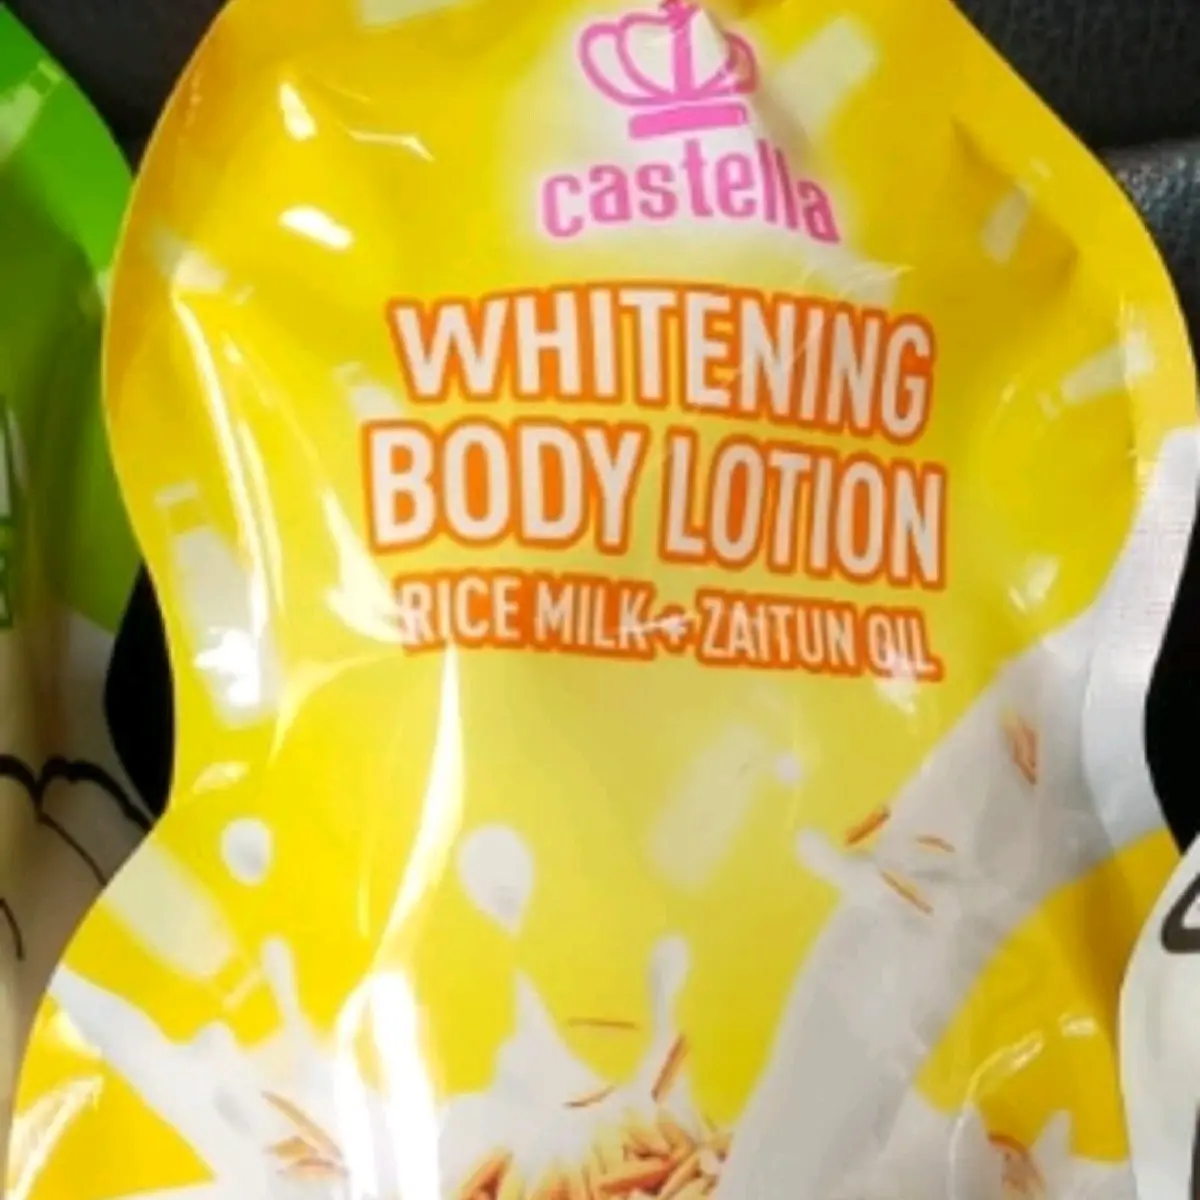 castella
WHITENING
BODY LOTION
RICE MILK + ZAITUN OIL